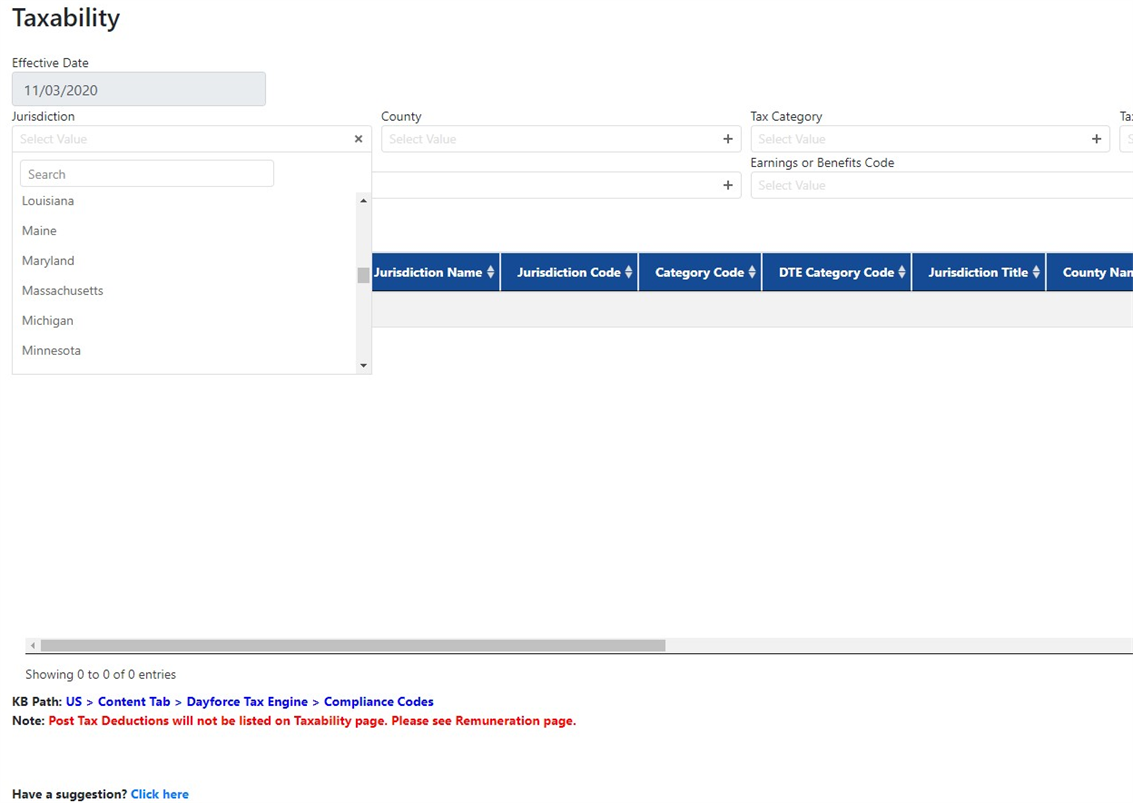 Taxability
Effective Date
11/03/2020
Jurisdiction County Tax Category
Select Value Select Value Select Value
Earnings or Benefits Code
Select Value
Search
Louisiana
Maine
Maryland
Massachusetts
Michigan
Minnesota
Jurisdiction Name Jurisdiction Code Category Code DTE Category Code Jurisdiction Title County
Showing 0 to 0 of 0 entries
KB Path: US > Content Tab > Dayforce Tax Engine > Compliance Codes
Note: Post Tax Deductions will not be listed on Taxability page. Please see Remuneration page.
Have a suggestion? Click here